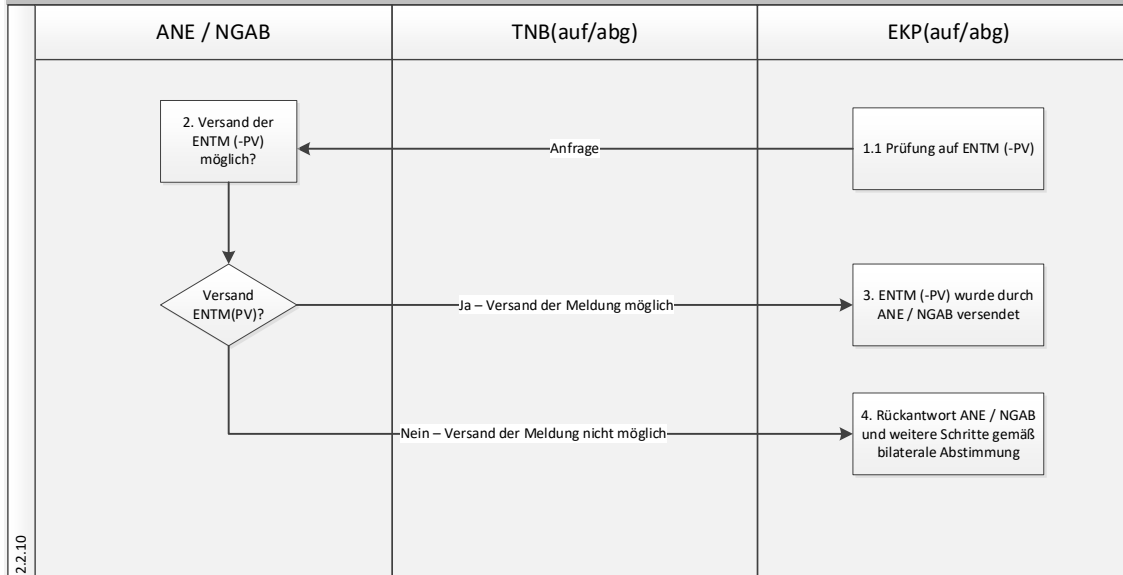 ANE / NGAB
TNB(auf/abg)
EKP(auf/abg)
2. Versand der
ENTM (-PV)
möglich?
Anfrage
1.1 Prüfung auf ENTM (-PV)
Versand
ENTM(PV)?
Ja – Versand der Meldung möglich
3. ENTM (-PV) wurde durch
ANE / NGAB versendet
Nein – Versand der Meldung nicht möglich
4. Rückantwort ANE / NGAB
und weitere Schritte gemäß
bilaterale Abstimmung
2.2.10